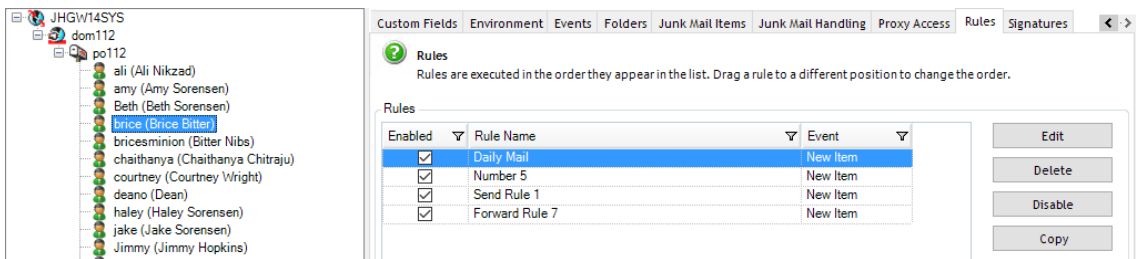 JHGW14SYS
dom112
po112
ali (Ali Nikzad)
amy (Amy Sorensen)
Beth (Beth Sorensen)
brice (Brice Bitter)
bricesminion (Bitter Nibs)
chaithanya (Chaithanya Chitraju)
courtney (Courtney Wright)
deano (Dean)
haley (Haley Sorensen)
jake (Jake Sorensen)
Jimmy (Jimmy Hopkins)
Custom Fields Environment Events Folders Junk Mail Items Junk Mail Handling Proxy Access Rules Signatures
Rules
Rules are executed in the order they appear in the list. Drag a rule to a different position to change the order.
Rules
Enabled Rule Name Event
Daily Mail New Item
Number 5 New Item
Send Rule 1 New Item
Forward Rule 7 New Item
Edit
Delete
Disable
Copy